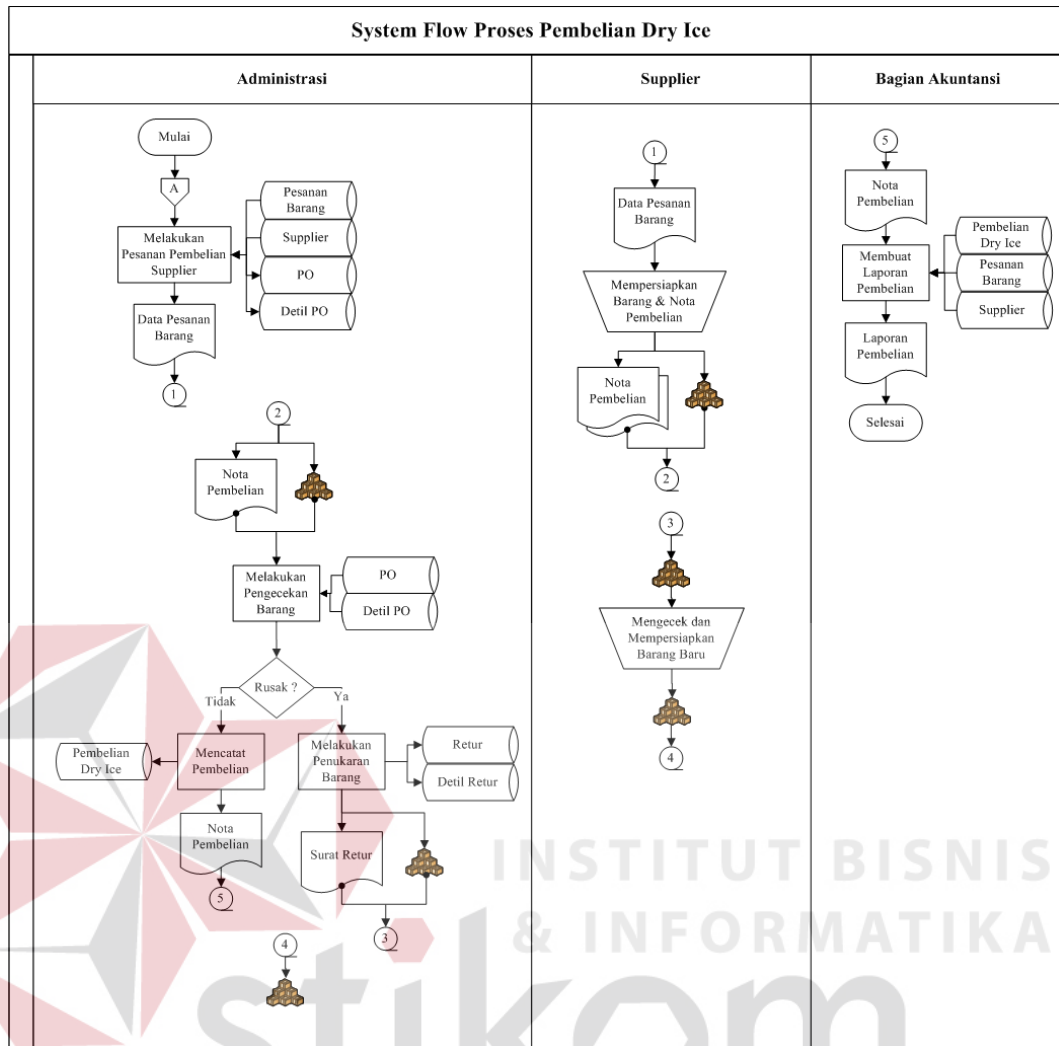 System Flow Proses Pembelian Dry Ice
Administrasi
Supplier
Bagian Akuntansi
Mulai
A
Melakukan
Pesanan Pembelian
Supplier
Pesanan
Barang
Supplier
PO
Detil PO
Data Pesanan
Barang
1
2
Nota
Pembelian
Melakukan
Pengecekan
Barang
PO
Detil PO
Rusak ?
Tidak
Ya
Pembelian
Dry Ice
Mencatat
Pembelian
Melakukan
Penukaran
Barang
Retur
Detil Retur
Nota
Pembelian
Surat Retur
5
3
4
1
Data Pesanan
Barang
Mempersiapkan
Barang & Nota
Pembelian
Nota
Pembelian
2
3
Mengecek dan
Mempersiapkan
Barang Baru
4
5
Nota
Pembelian
Membuat
Laporan
Pembelian
Pembelian
Dry Ice
Pesanan
Barang
Supplier
Laporan
Pembelian
Selesai
INSTITUT BISNIS
& INFORMATIKA
stikom